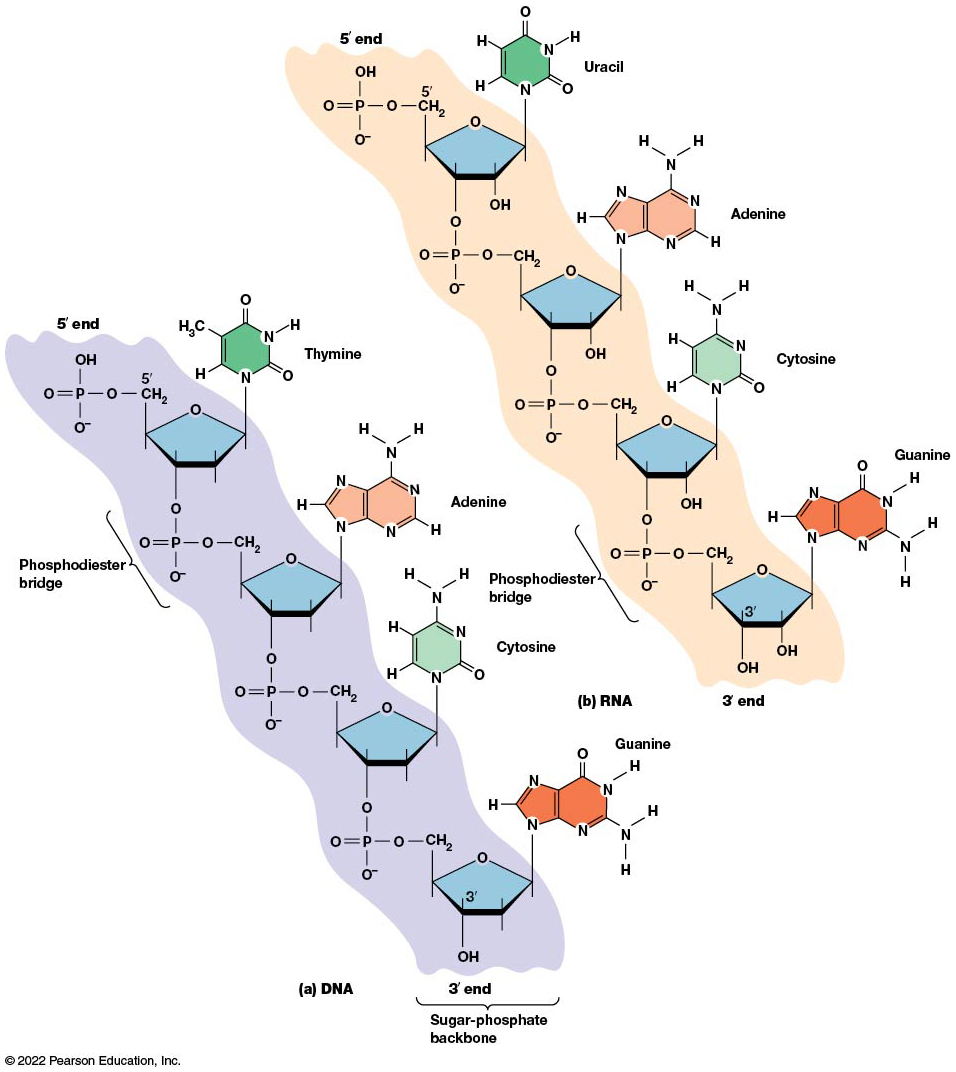 5′ end
OH
O=P—O—CH2
5′
O−
O
H
N—H
H
N
O
Uracil
O
OH
H H
N
N
N
H
N
N
H
Adenine
O
O=P—O—CH2
O−
O
OH
H H
N
H
N
H
N
O
Cytosine
O
O=P—O—CH2
O−
O
OH
Guanine
O
H
N
N
H
N
N
H
N
H
O
O=P—O—CH2
O−
Phosphodiester
bridge
O
3′
OH
OH
(b) RNA
3′ end
5′ end
OH
O=P—O—CH2
5′
O−
O
H3C
N—H
H
N
O
Thymine
O
H H
N
N
N
H
N
N
H
Adenine
O
O=P—O—CH2
O−
Phosphodiester
bridge
O
H H
N
H
N
H
N
O
Cytosine
O
O=P—O—CH2
O−
O
Guanine
O
H
N
N
H
N
N
H
N
H
O
O=P—O—CH2
O−
O
3′
OH
(a) DNA
3′ end
Sugar-phosphate
backbone
© 2022 Pearson Education, Inc.